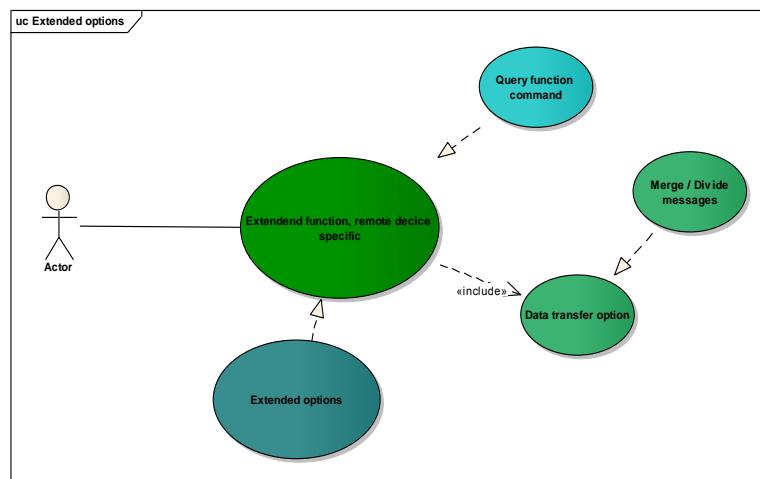 uc Extended options
Query function
command
Merge / Divide
messages
Extendend function, remote decice
specific
Actor
«include»
Data transfer option
Extended options